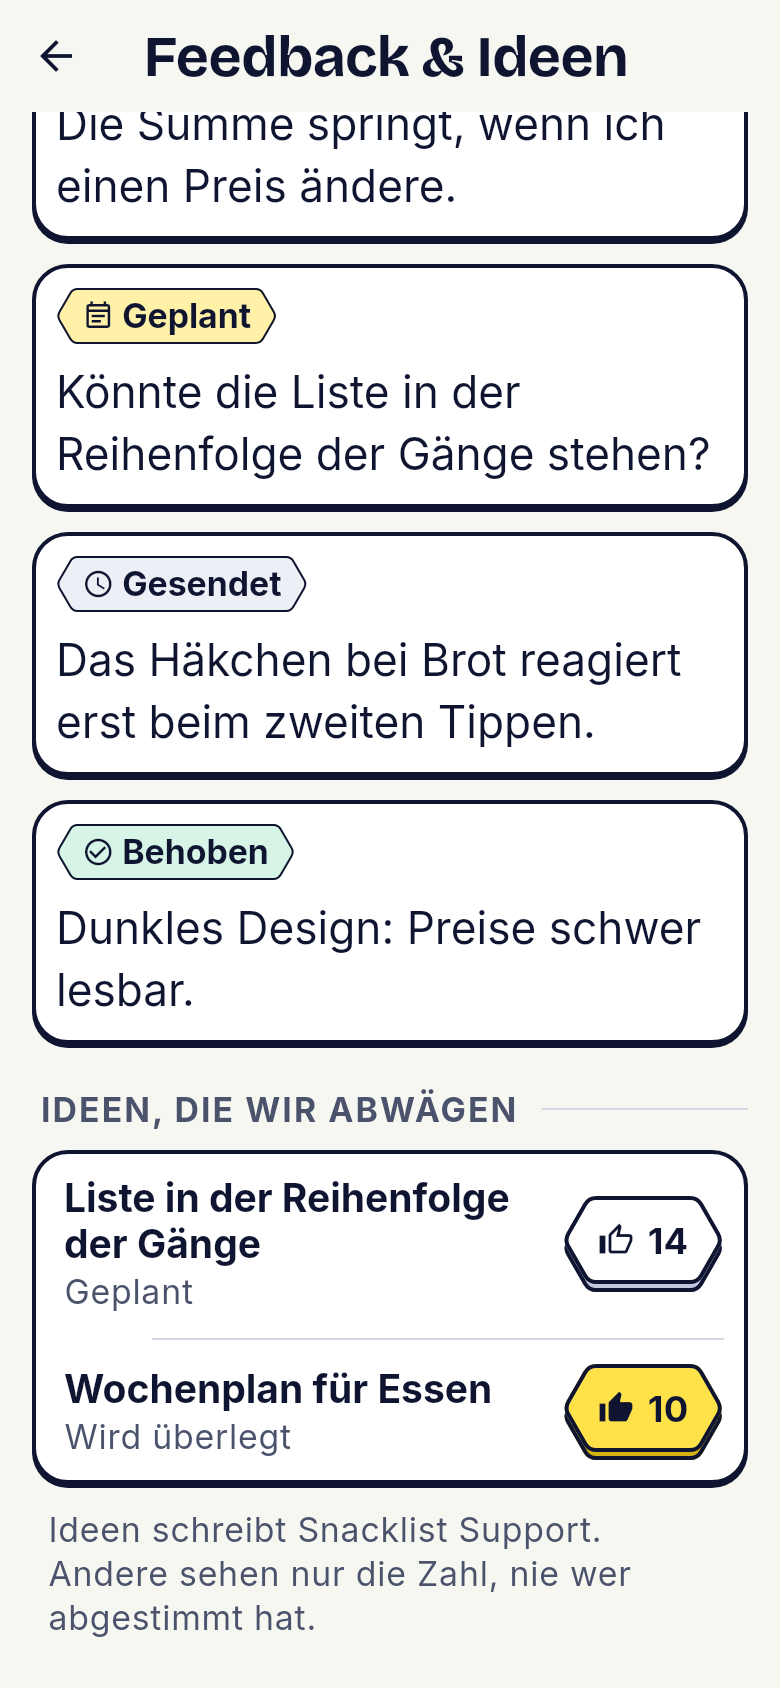 Feedback & Ideen
Die Summe springt, wenn ich
einen Preis ändere.
Geplant
Könnte die Liste in der
Reihenfolge der Gänge stehen?
Gesendet
Das Häkchen bei Brot reagiert
erst beim zweiten Tippen.
Behoben
Dunkles Design: Preise schwer
lesbar.
IDEEN, DIE WIR ABWÄGEN
Liste in der Reihenfolge
der Gänge
Geplant
14
Wochenplan für Essen
Wird überlegt
10
Ideen schreibt Snacklist Support.
Andere sehen nur die Zahl, nie wer
abgestimmt hat.